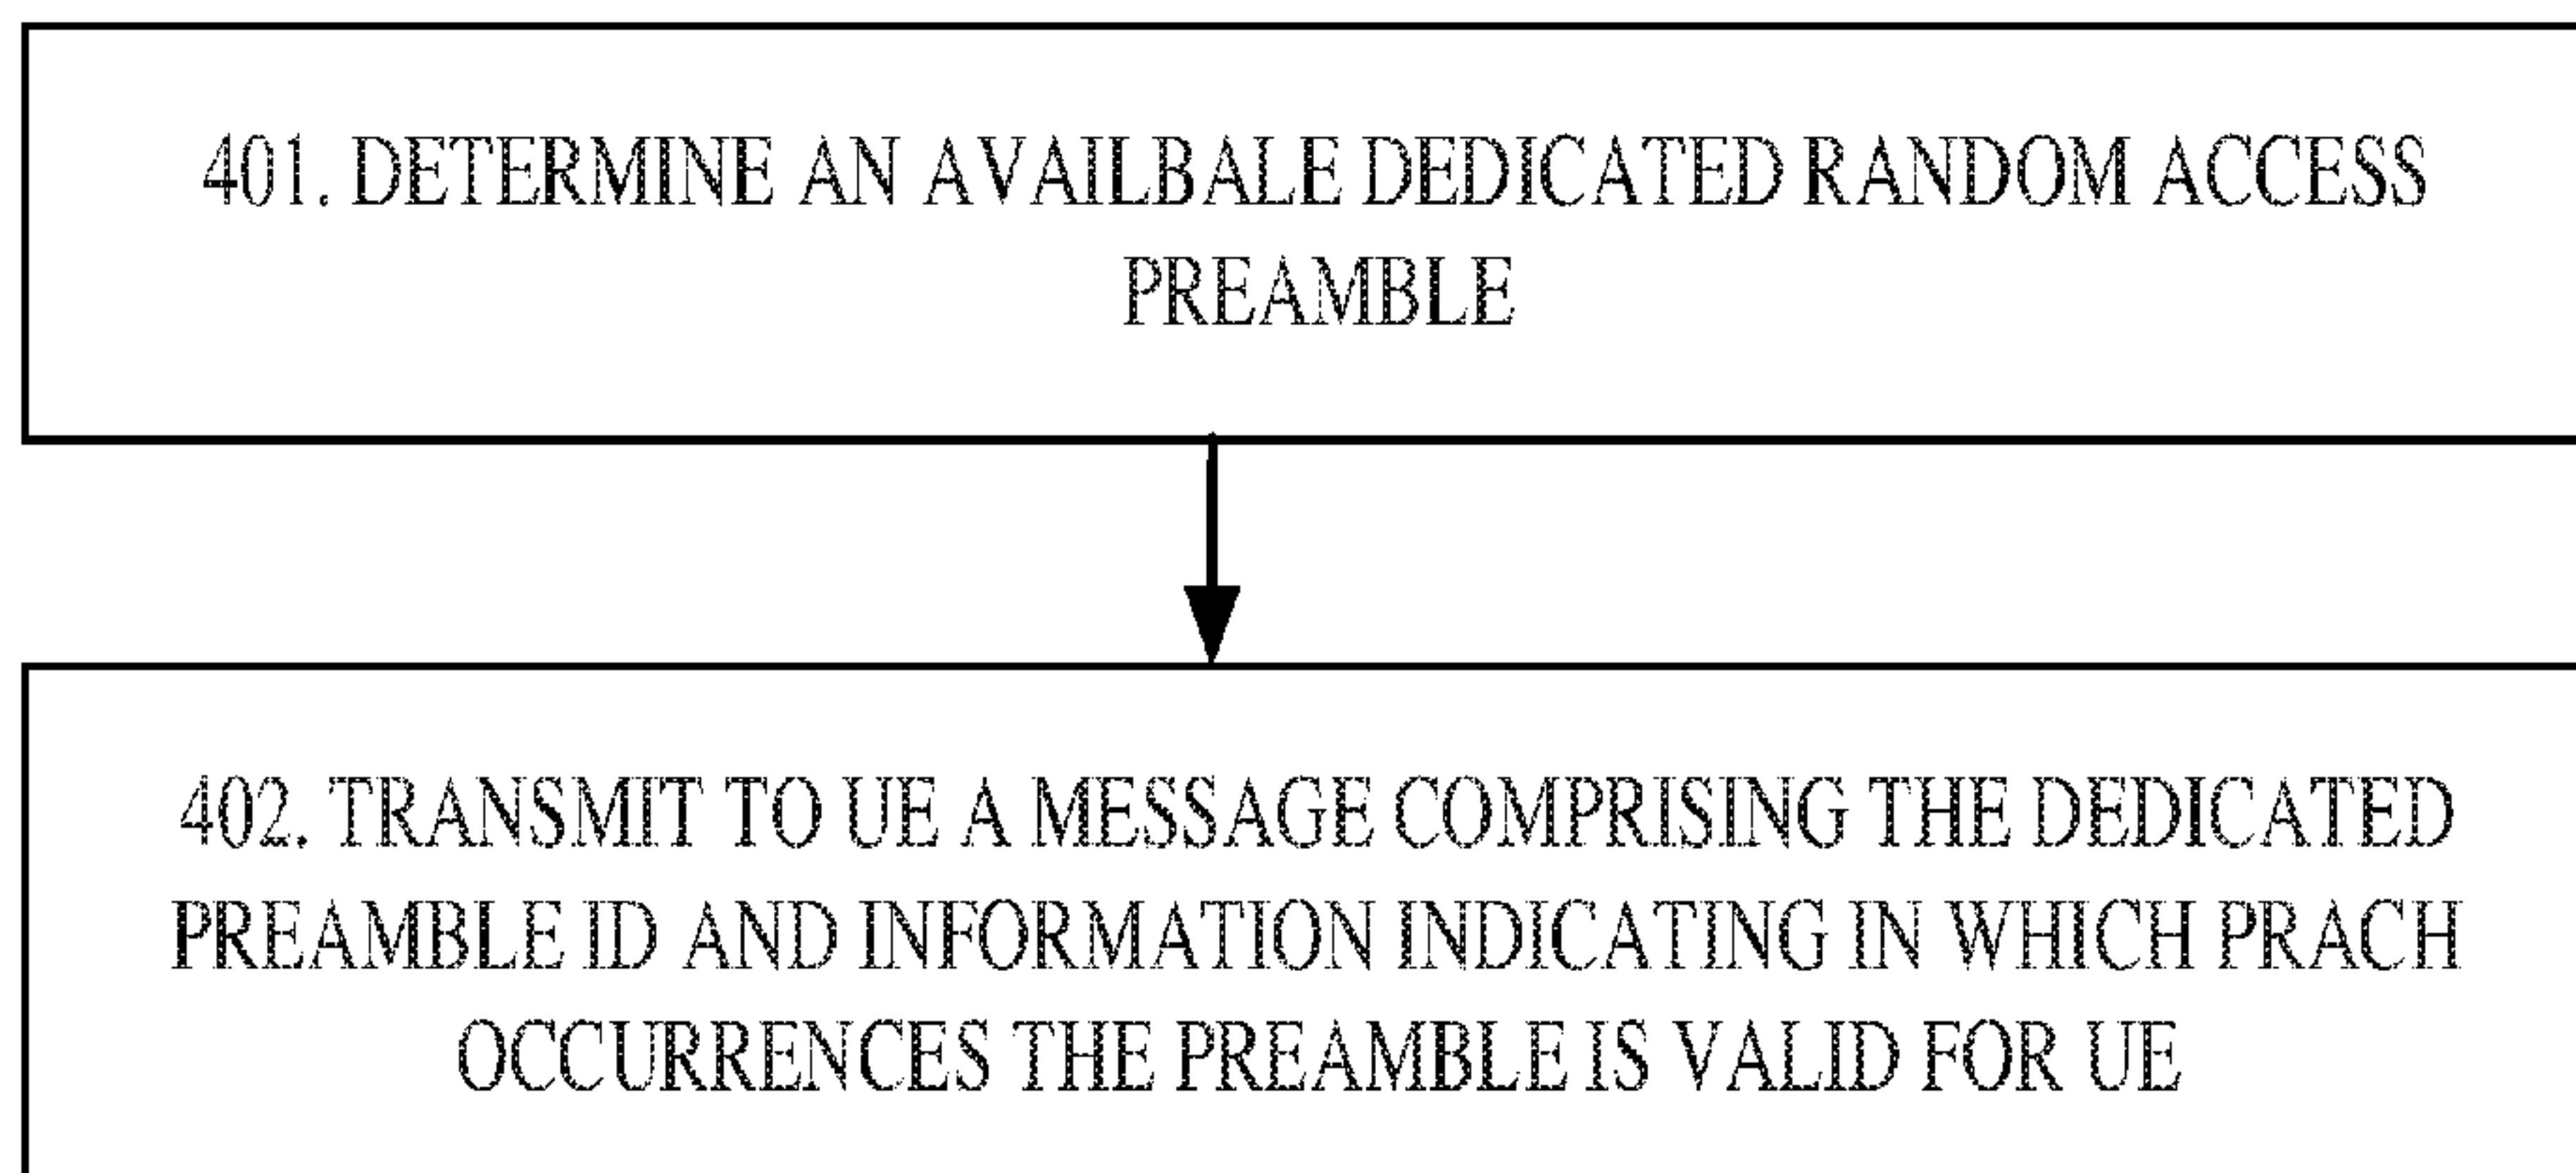 401. DETERMINE AN AVAILBALE DEDICATED RANDOM ACCESS
PREAMBLE
402. TRANSMIT TO UE A MESSAGE COMPRISING THE DEDICATED
PREAMBLE ID AND INFORMATION INDICATING IN WHICH PRACH
OCCURRENCES THE PREAMBLE IS VALID FOR UE